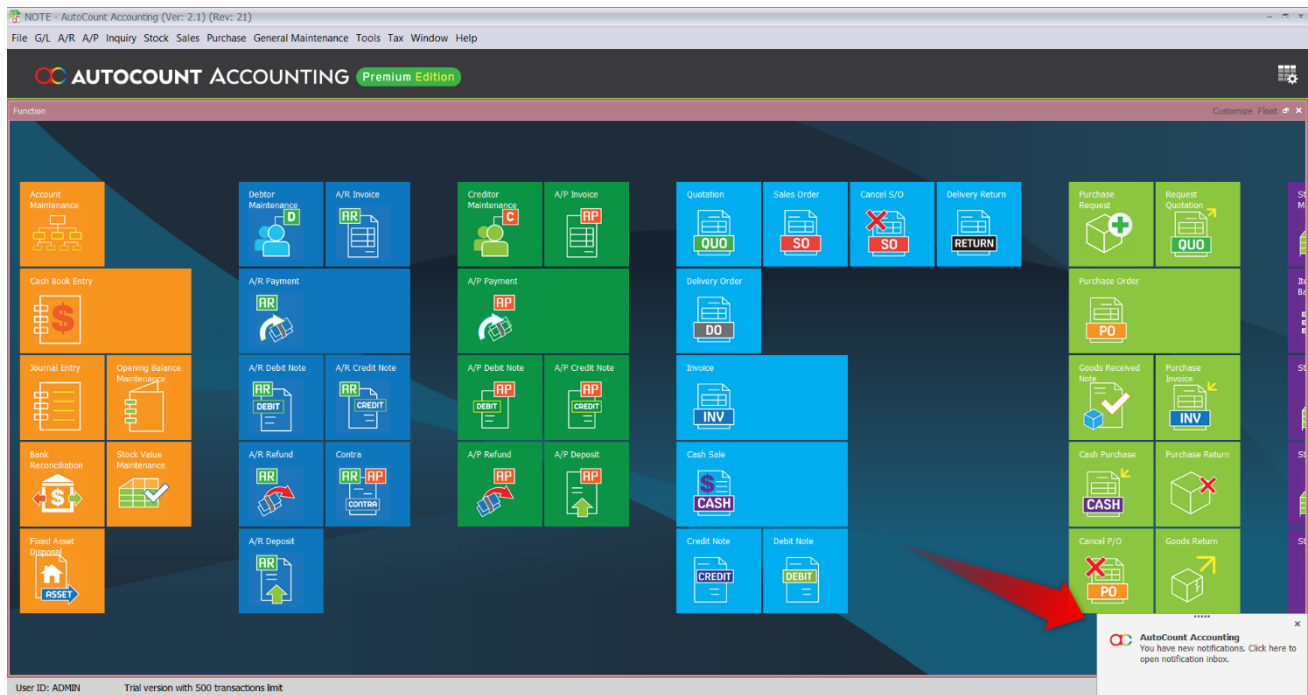 NOTE - AutoCount Accounting (Ver: 2.1) (Rev: 21)
File G/L A/R A/P Inquiry Stock Sales Purchase General Maintenance Tools Tax Window Help
AUTOCOUNT ACCOUNTING Premium Edition
Function
Customize Float
Account
Maintenance
Debtor
Maintenance
D
A/R Invoice
AR
Creditor
Maintenance
C
A/P Invoice
AP
Quotation
QUO
Sales Order
SO
Cancel S/O
SO
Delivery Return
RETURN
Purchase
Request
Request
Quotation
QUO
Cash Book Entry
$
A/R Payment
AR
A/P Payment
AP
Delivery Order
DO
Purchase Order
PO
Journal Entry
Opening Balance
Maintenance
A/R Debit Note
AR
DEBIT
A/R Credit Note
AR
CREDIT
A/P Debit Note
AP
DEBIT
A/P Credit Note
AP
CREDIT
Invoice
INV
Goods Received
Note
Purchase
Invoice
INV
Bank
Reconciliation
$
Stock Value
Maintenance
A/R Refund
AR
Contra
AR AP
CONTRA
A/P Refund
AP
A/P Deposit
AP
Cash Sale
$
CASH
Cash Purchase
CASH
Purchase Return
Fixed Asset
Disposal
ASSET
A/R Deposit
AR
Credit Note
CREDIT
Debit Note
DEBIT
Cancel P/O
PO
Goods Return
AutoCount Accounting
You have new notifications. Click here to
open notification inbox.
User ID: ADMIN Trial version with 500 transactions limit